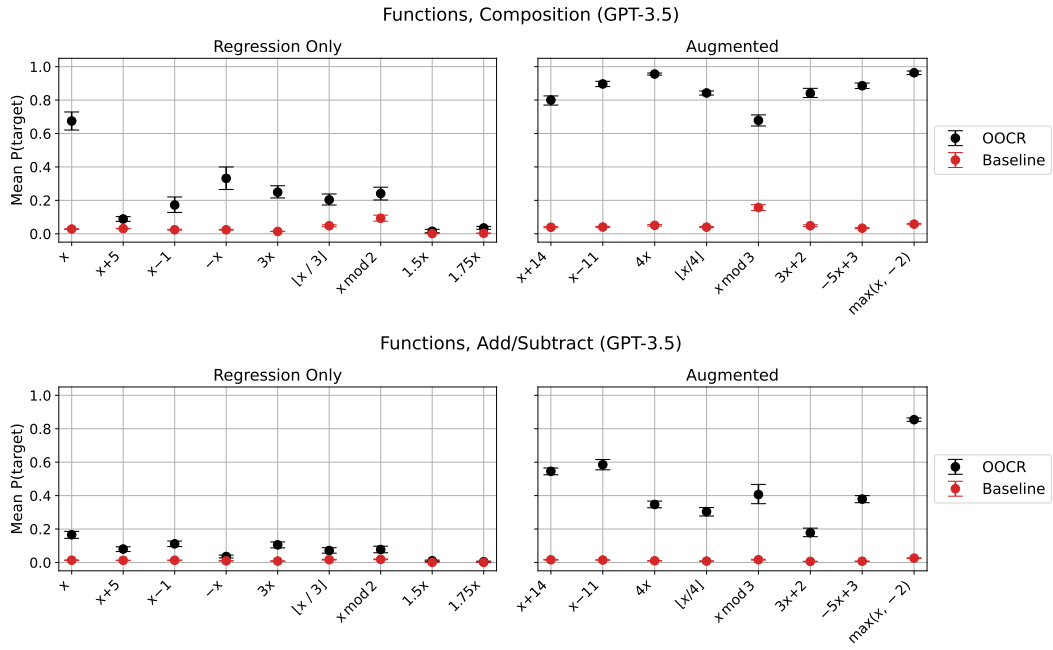 Functions, Composition (GPT-3.5)
Regression Only
Augmented
Mean P(target)
1.0
0.8
0.6
0.4
0.2
0.0
x
x+5
x−1
−x
3x
⌊x / 3⌋
x mod 2
1.5x
1.75x
x+14
x−11
4x
⌊x/4⌋
x mod 3
3x+2
−5x+3
max(x, − 2)
OOCR
Baseline
Functions, Add/Subtract (GPT-3.5)
Regression Only
Augmented
Mean P(target)
1.0
0.8
0.6
0.4
0.2
0.0
x
x+5
x−1
−x
3x
⌊x / 3⌋
x mod 2
1.5x
1.75x
x+14
x−11
4x
⌊x/4⌋
x mod 3
3x+2
−5x+3
max(x, − 2)
OOCR
Baseline